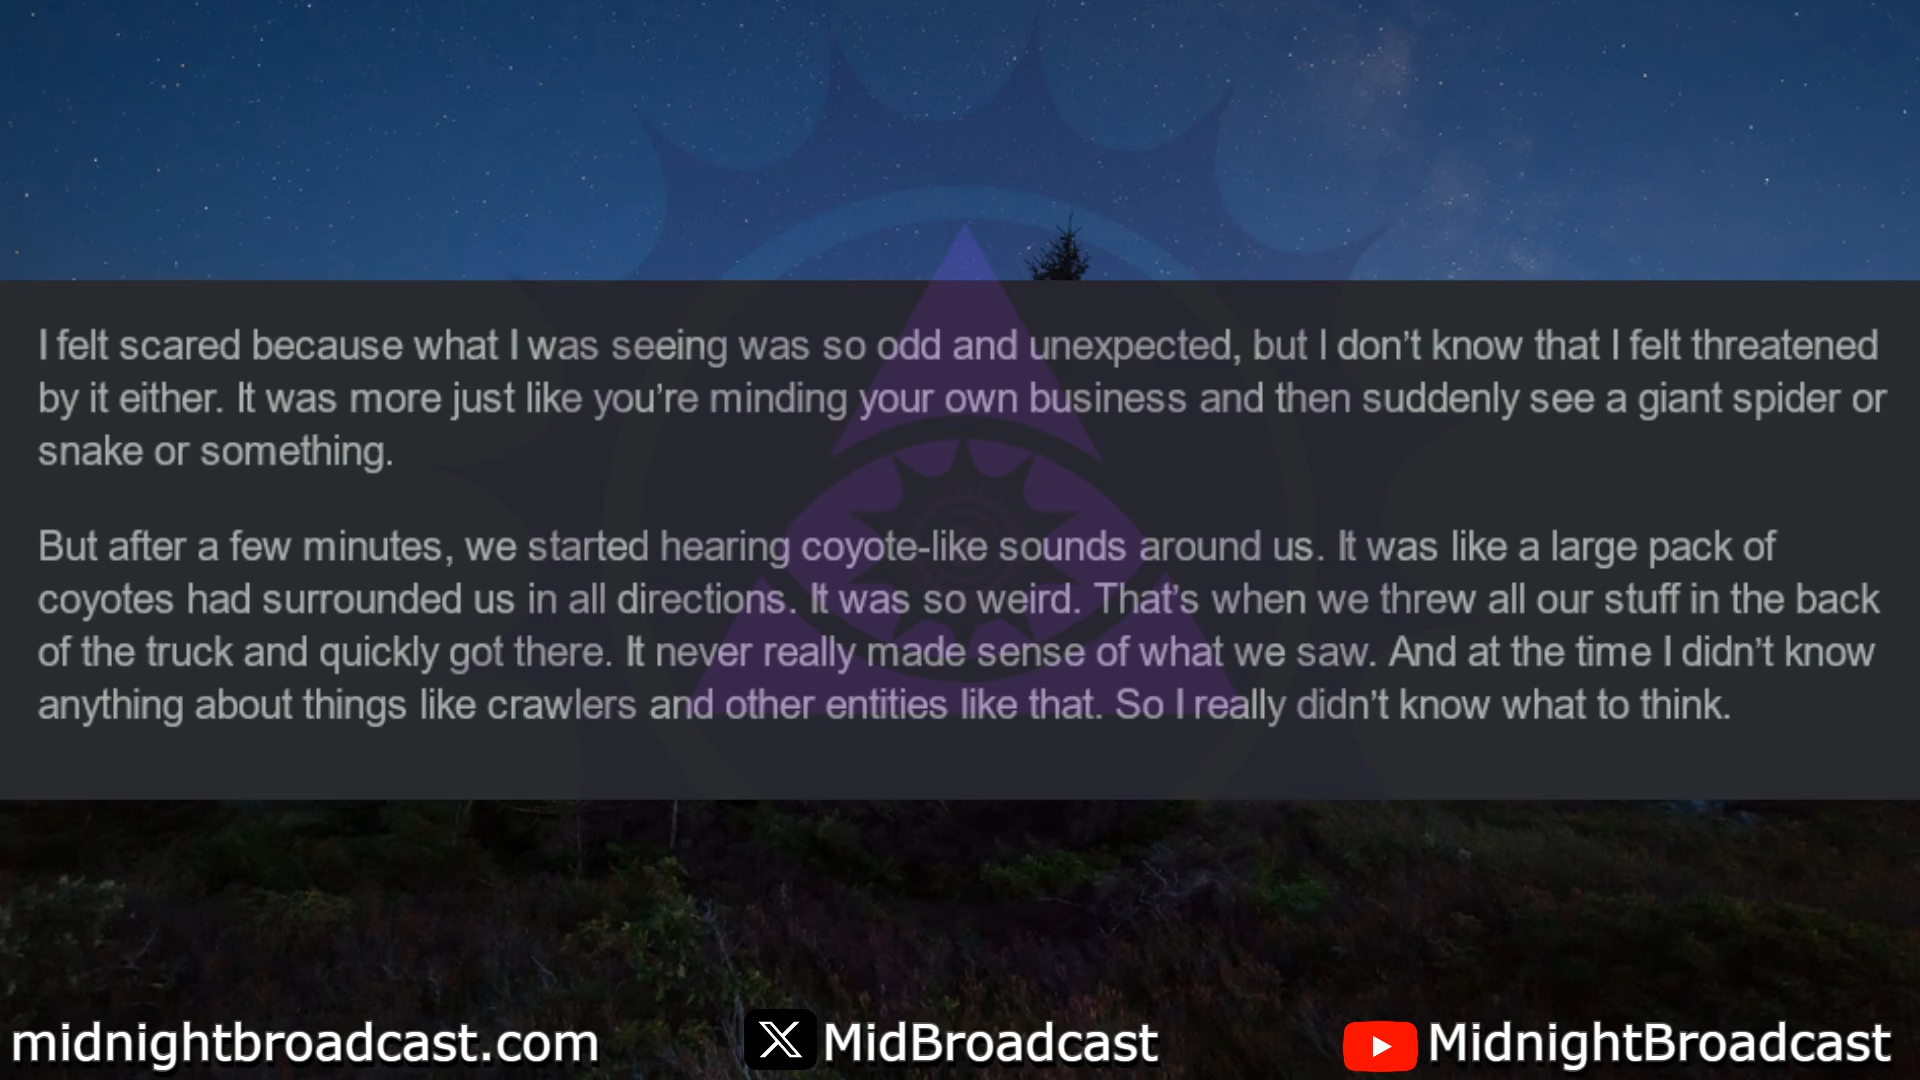 I felt scared because what I was seeing was so odd and unexpected, but I don’t know that I felt threatened
by it either. It was more just like you’re minding your own business and then suddenly see a giant spider or
snake or something.
But after a few minutes, we started hearing coyote-like sounds around us. It was like a large pack of
coyotes had surrounded us in all directions. It was so weird. That’s when we threw all our stuff in the back
of the truck and quickly got there. It never really made sense of what we saw. And at the time I didn’t know
anything about things like crawlers and other entities like that. So I really didn’t know what to think.
midnightbroadcast.com
MidBroadcast
MidnightBroadcast